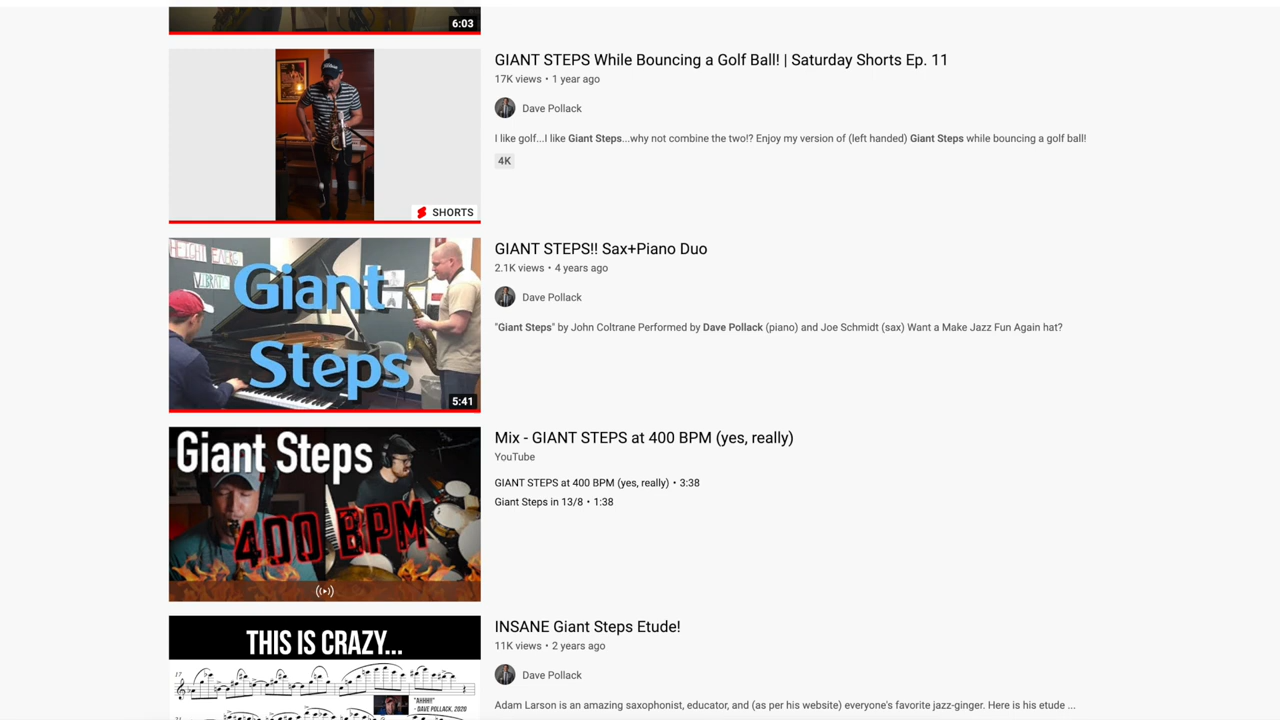 6:03
GIANT STEPS While Bouncing a Golf Ball! | Saturday Shorts Ep. 11
17K views • 1 year ago
Dave Pollack
I like golf...I like Giant Steps...why not combine the two!? Enjoy my version of (left handed) Giant Steps while bouncing a golf ball!
4K
SHORTS
GIANT STEPS!! Sax+Piano Duo
2.1K views • 4 years ago
Dave Pollack
"Giant Steps" by John Coltrane Performed by Dave Pollack (piano) and Joe Schmidt (sax) Want a Make Jazz Fun Again hat?
Giant
Steps
5:41
Mix - GIANT STEPS at 400 BPM (yes, really)
YouTube
GIANT STEPS at 400 BPM (yes, really) • 3:38
Giant Steps in 13/8 • 1:38
Giant Steps
400 BPM
INSANE Giant Steps Etude!
11K views • 2 years ago
Dave Pollack
Adam Larson is an amazing saxophonist, educator, and (as per his website) everyone's favorite jazz-ginger. Here is his etude ...
THIS IS CRAZY...
17
- DAVE POLLACK, 2020